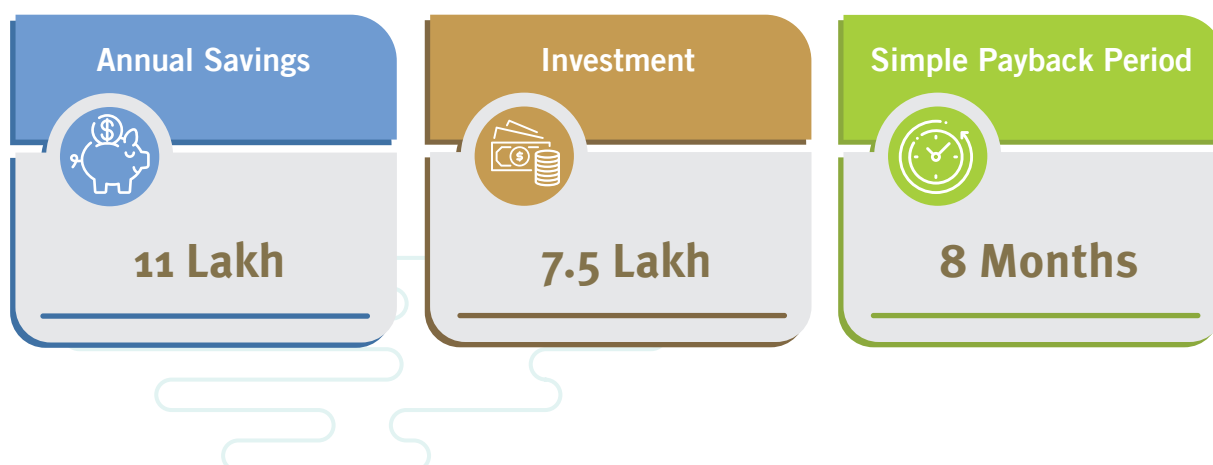 Annual Savings
11 Lakh
Investment
7.5 Lakh
Simple Payback Period
8 Months